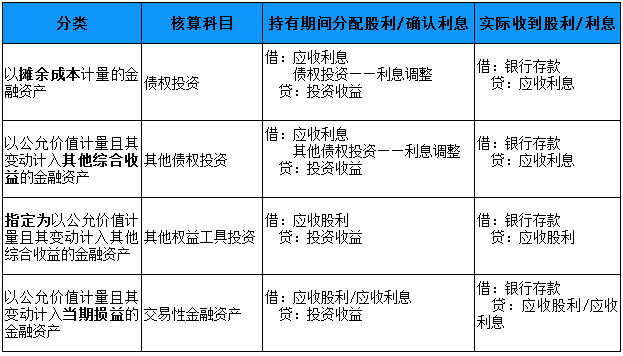 分类 核算科目 持有期间分配股利/确认利息 实际收到股利/利息
以摊余成本计量的金
融资产
债权投资
借：应收利息
债权投资——利息调整
贷：投资收益
借：银行存款
贷：应收利息
以公允价值计量且其
变动计入其他综合收
益的金融资产
其他债权投资
借：应收利息
其他债权投资——利息调整
贷：投资收益
借：银行存款
贷：应收利息
指定为以公允价值计
量且其变动计入其他
综合收益的金融资产
其他权益工具投资
借：应收股利
贷：投资收益
借：银行存款
贷：应收股利
以公允价值计量且其
变动计入当期损益的
金融资产
交易性金融资产
借：应收股利/应收利息
贷：投资收益
借：银行存款
贷：应收股利/应收
利息